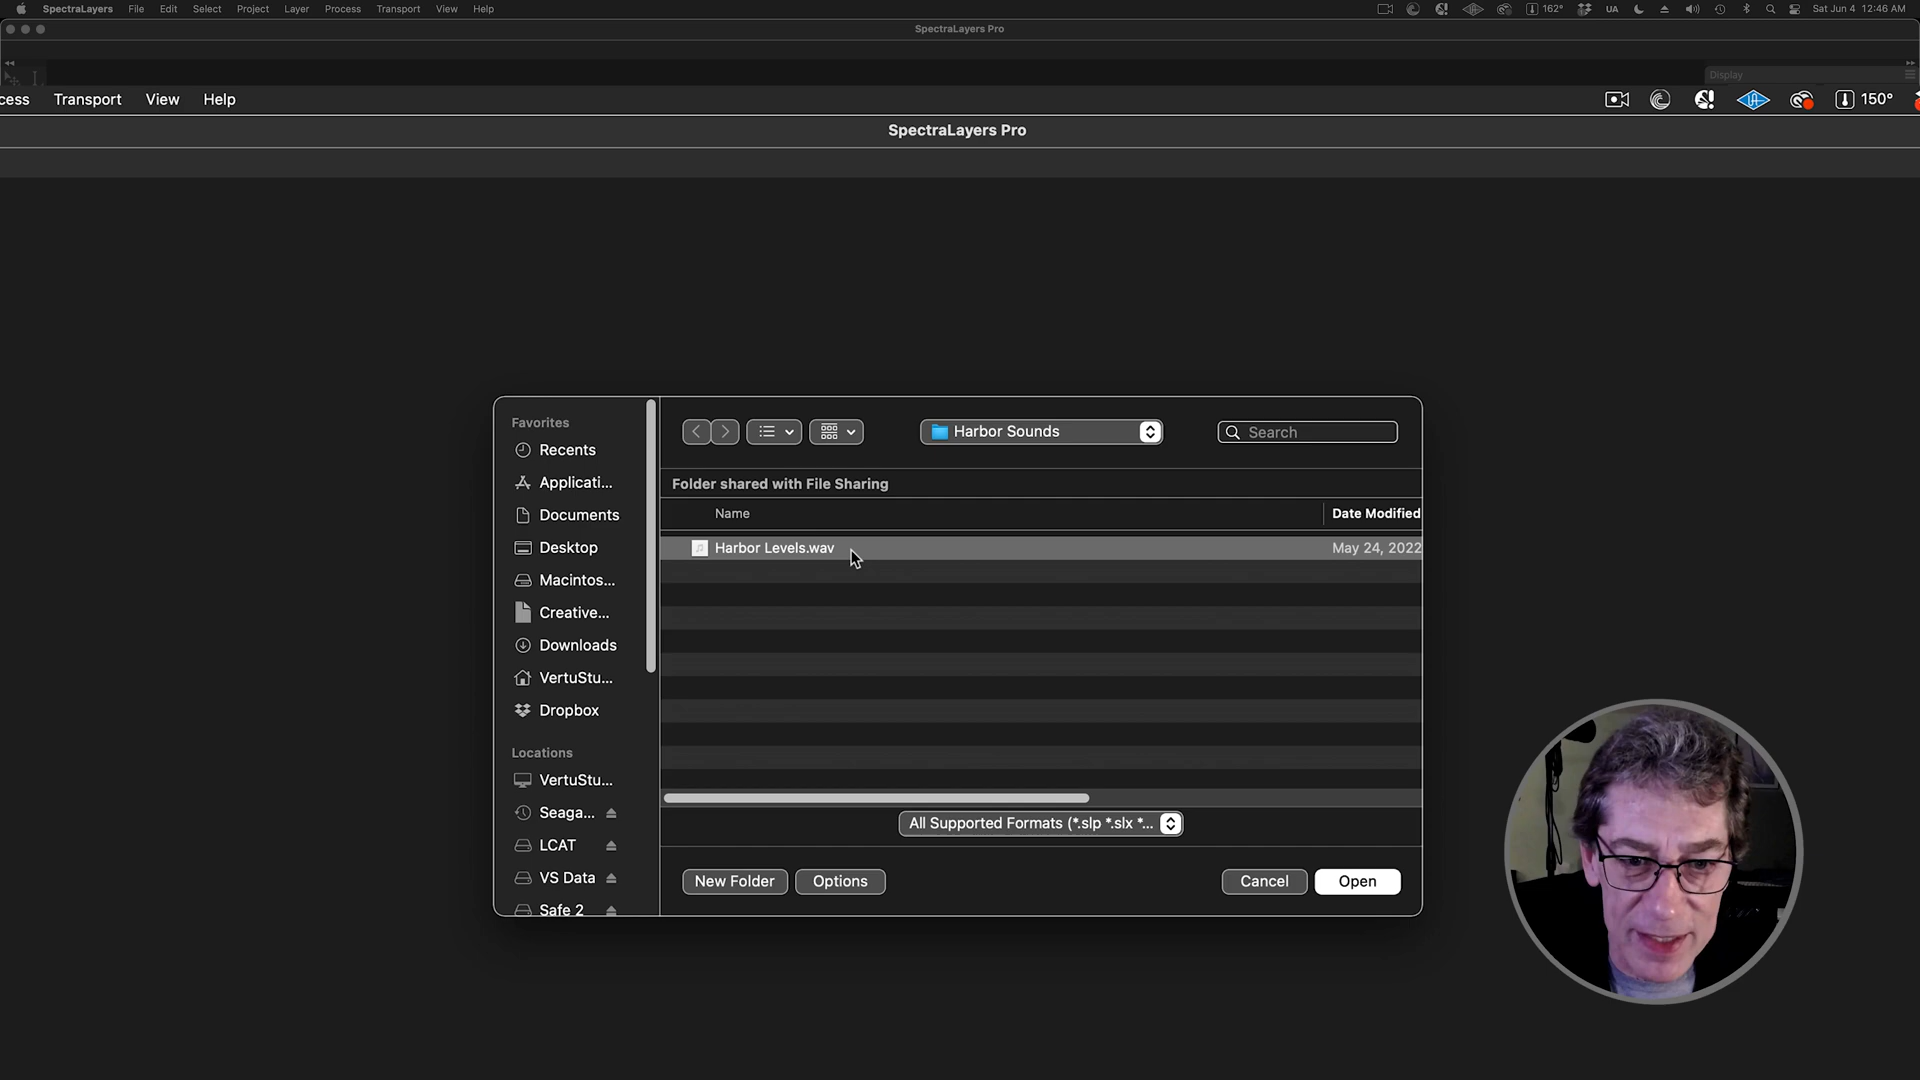 SpectraLayers File Edit Select Project Layer Process Transport View Help 162° UA Sat Jun 4 12:46 AM
SpectraLayers Pro
Display
cess Transport View Help 150°
SpectraLayers Pro
Favorites
Recents
Applicati...
Documents
Desktop
Macintos...
Creative...
Downloads
VertuStu...
Dropbox
Locations
VertuStu...
Seaga...
LCAT
VS Data
Safe 2
Harbor Sounds
Search
Folder shared with File Sharing
Name Date Modified
Harbor Levels.wav May 24, 2022
All Supported Formats (*.slp *.slx *...
New Folder Options Cancel Open